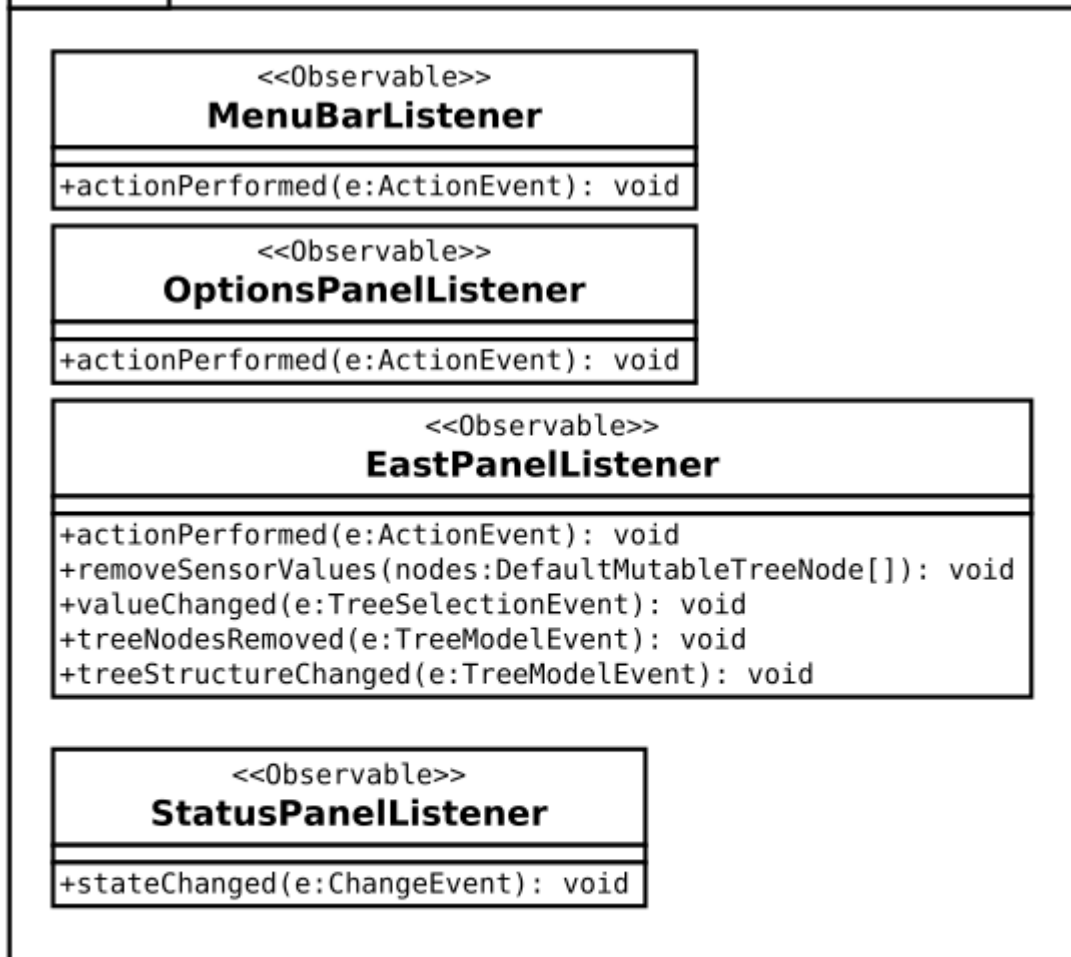 <<Observable>>
MenuBarListener
+actionPerformed(e:ActionEvent): void
<<Observable>>
OptionsPanelListener
+actionPerformed(e:ActionEvent): void
<<Observable>>
EastPanelListener
+actionPerformed(e:ActionEvent): void
+removeSensorValues(nodes:DefaultMutableTreeNode[]): void
+valueChanged(e:TreeSelectionEvent): void
+treeNodesRemoved(e:TreeModelEvent): void
+treeStructureChanged(e:TreeModelEvent): void
<<Observable>>
StatusPanelListener
+stateChanged(e:ChangeEvent): void